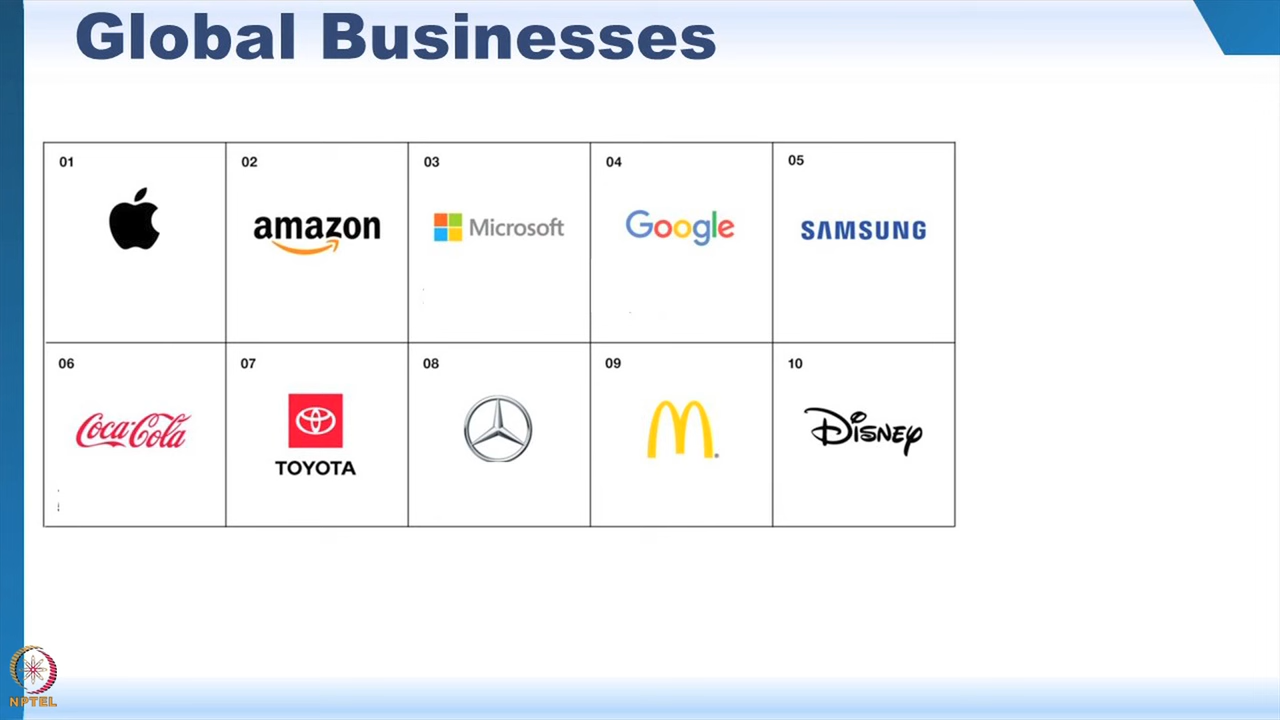 Global Businesses
01
02
03
04
05
amazon
Microsoft
Google
SAMSUNG
06
07
08
09
10
Coca-Cola
TOYOTA
Disney
NPTEL